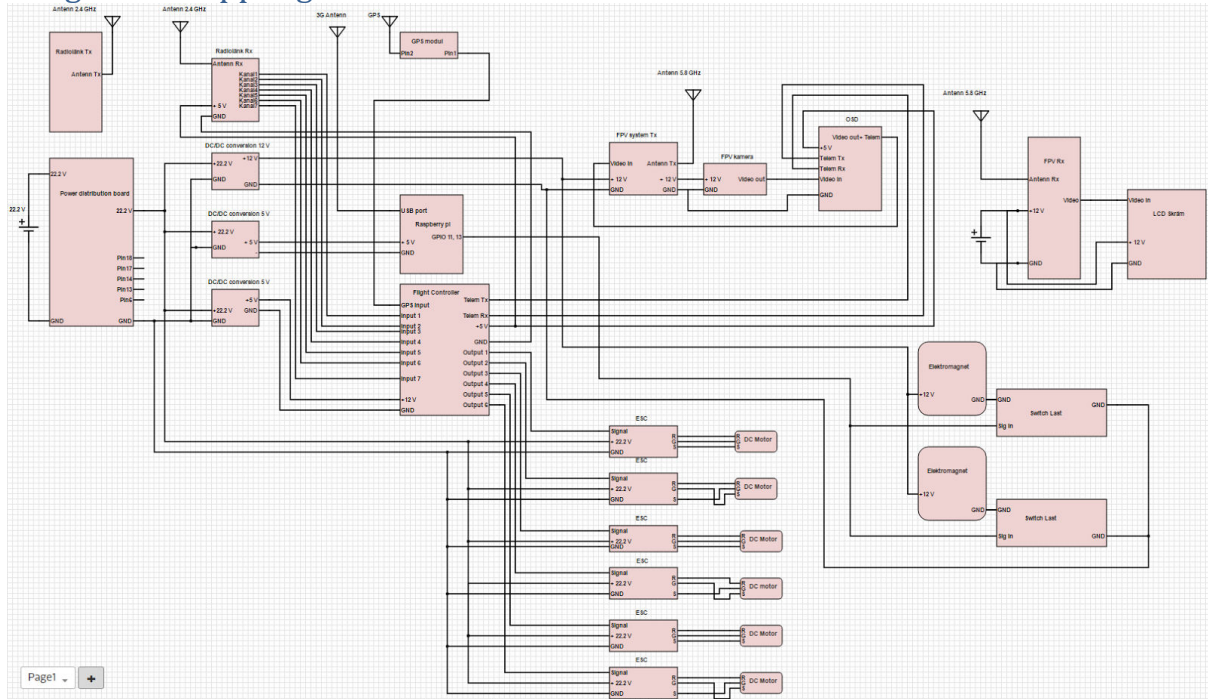 Antenn 2.4 GHz
Antenn 2.4 GHz
3G Antenn
GPS
Radiolänk Tx
Antenn Tx
Radiolänk Rx
Antenn Rx
Kanal1
Kanal2
Kanal3
Kanal4
Kanal5
Kanal6
Kanal7
+ 5 V
GND
GPS modul
Pin2
Pin1
Antenn 5.8 GHz
FPV system Tx
Video In
Antenn Tx
+ 12 V
+ 12 V
GND
GND
FPV kamera
+ 12 V
Video out
GND
OSD
Video out+ Telem
+5V
Telem Tx
Telem Rx
Video In
GND
Antenn 5.8 GHz
FPV Rx
Antenn Rx
Video
+12 V
GND
Video In
LCD Skräm
+ 12 V
GND
22.2 V
+
22.2 V
Power distribution board
22.2 V
Pin18
Pin17
Pin14
Pin13
Pin6
GND
GND
DC/DC conversion 12 V
+12 V
+22.2 V
GND
GND
DC/DC conversion 5 V
+ 22.2 V
+ 5 V
GND
-
DC/DC conversion 5 V
+5V
+22.2 V
GND
GND
USB port
Raspberry pi
GPIO 11, 13
+ 5 V
GND
Flight Controller
GPS Input
Input 1
Input 2
Input 3
Input 4
Input 5
Input 6
Input 7
+12 V
GND
Telem Tx
Telem Rx
+5 V
GND
Output 1
Output 2
Output 3
Output 4
Output 5
Output 6
+
Elektromagnet
+12 V
GND
GND
Switch Last
GND
Sig In
Elektromagnet
+12 V
GND
GND
Switch Last
GND
Sig In
ESC
Signal
+ 22.2 V
GND
R
G
S
R
G
S
DC Motor
ESC
Signal
+ 22.2 V
GND
R
G
S
R
G
S
DC Motor
ESC
Signal
+ 22.2 V
GND
R
G
S
R
G
S
DC Motor
ESC
Signal
+ 22.2 V
GND
R
G
S
R
G
S
DC motor
ESC
Signal
+ 22.2 V
GND
R
G
S
R
G
S
DC Motor
ESC
Signal
+ 22.2 V
GND
R
G
S
R
G
S
DC Motor
Page1
+